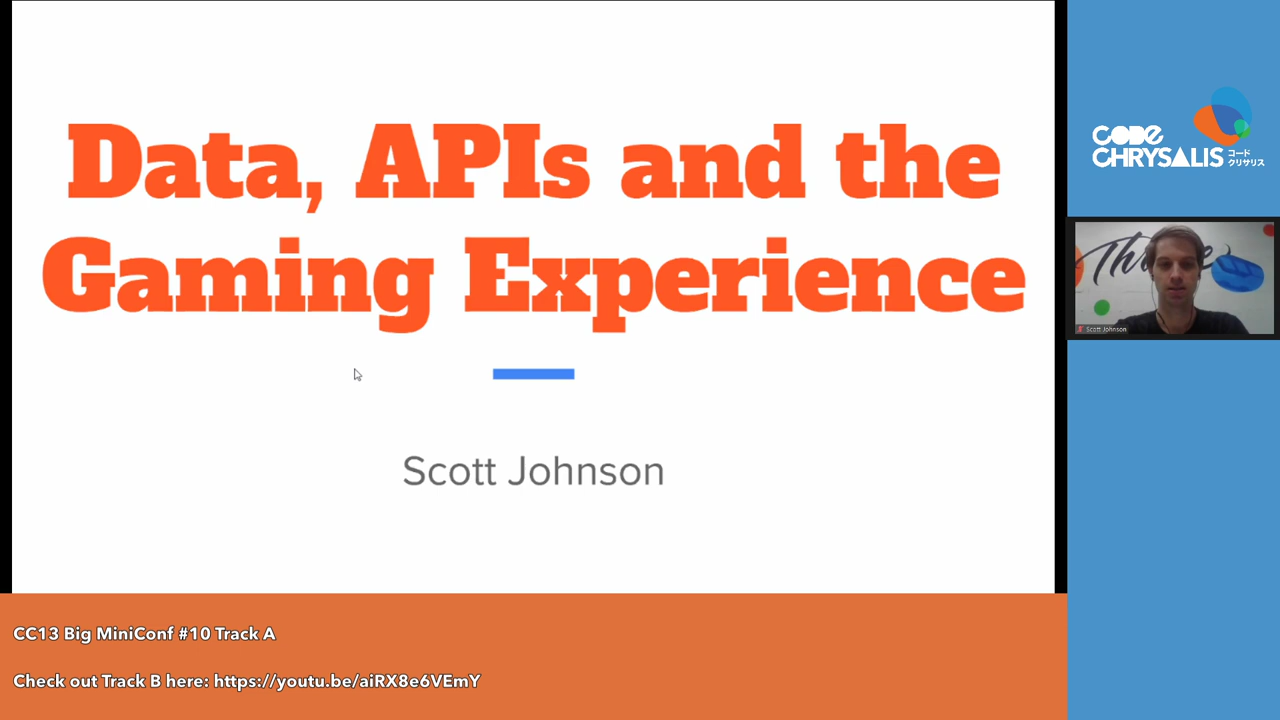 Data, APIs and the
Gaming Experience
Scott Johnson
CODE
CHRYSALIS
コード
クリサリス
Thrive
Scott Johnson
CC13 Big MiniConf #10 Track A
Check out Track B here: https://youtu.be/aiRX8e6VEmY